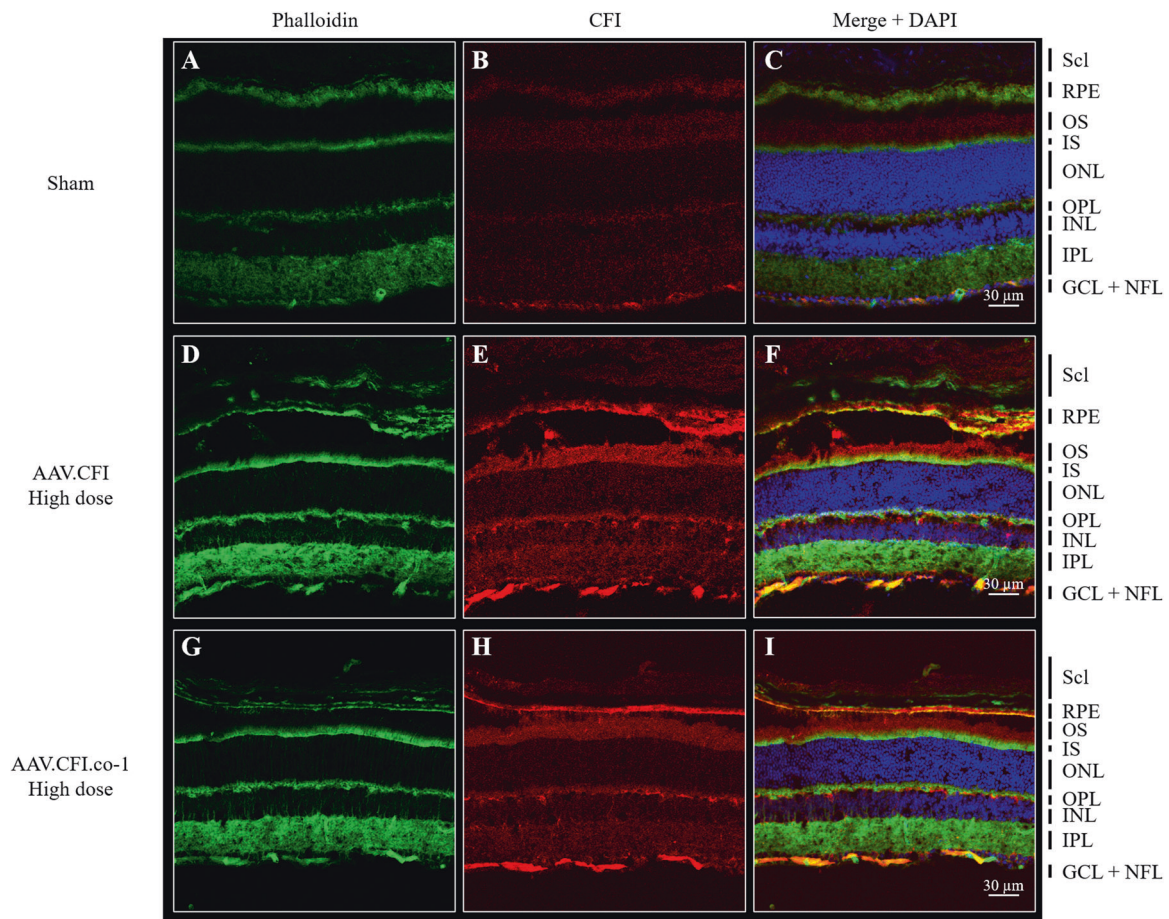 Phalloidin CFI Merge + DAPI
A B C Scl
RPE
OS
IS
Sham ONL
OPL
INL
IPL
30 µm GCL + NFL
D E F Scl
RPE
AAV.CFI OS
High dose IS
ONL
OPL
INL
IPL
30 µm GCL + NFL
G H I Scl
RPE
OS
IS
AAV.CFI.co-1 ONL
High dose OPL
INL
IPL
30 µm GCL + NFL